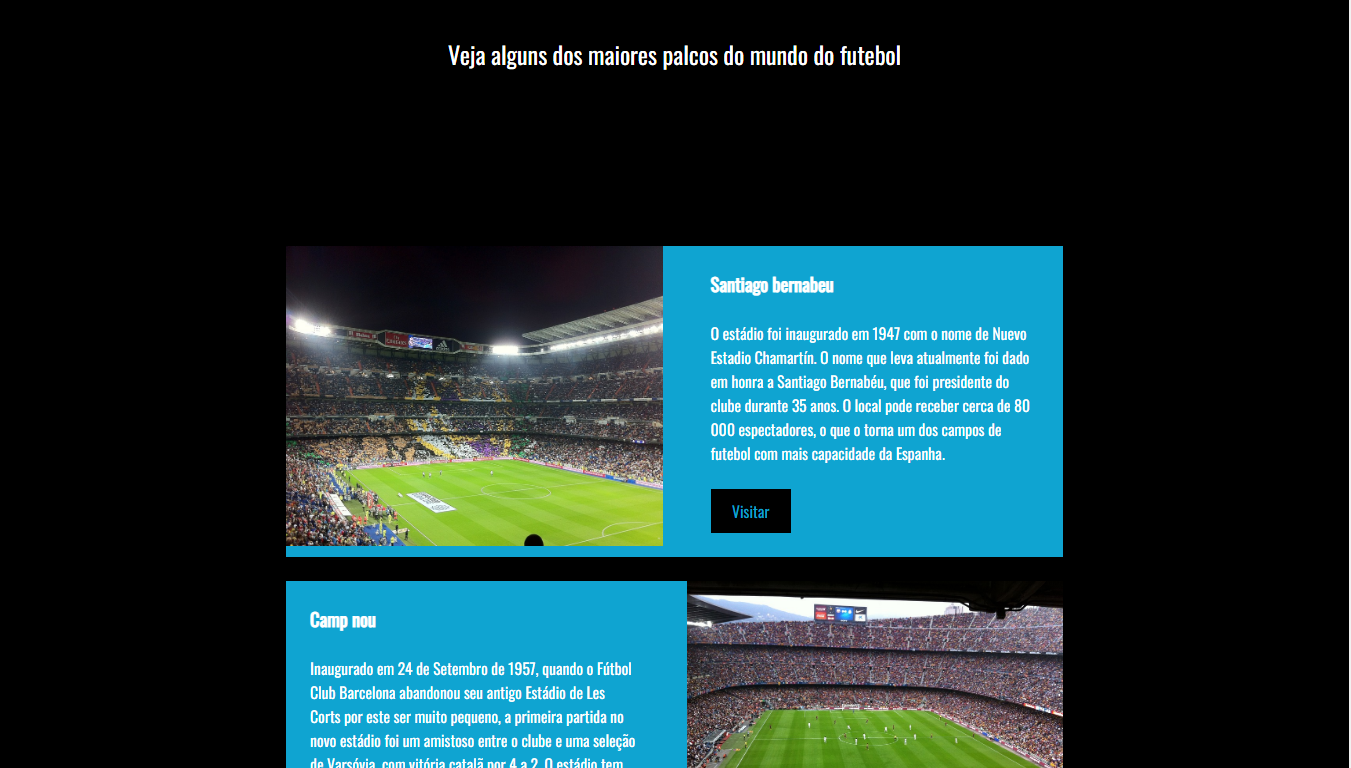 Veja alguns dos maiores palcos do mundo do futebol
Santiago bernabeu
O estádio foi inaugurado em 1947 com o nome de Nuevo
Estadio Chamartín. O nome que leva atualmente foi dado
em honra a Santiago Bernabéu, que foi presidente do
clube durante 35 anos. O local pode receber cerca de 80
000 espectadores, o que o torna um dos campos de
futebol com mais capacidade da Espanha.
Visitar
Camp nou
Inaugurado em 24 de Setembro de 1957, quando o Fútbol
Club Barcelona abandonou seu antigo Estádio de Les
Corts por este ser muito pequeno, a primeira partida no
novo estádio foi um amistoso entre o clube e uma seleção
de Varsóvia, com vitória catalã por 4 a 2. O estádio tem